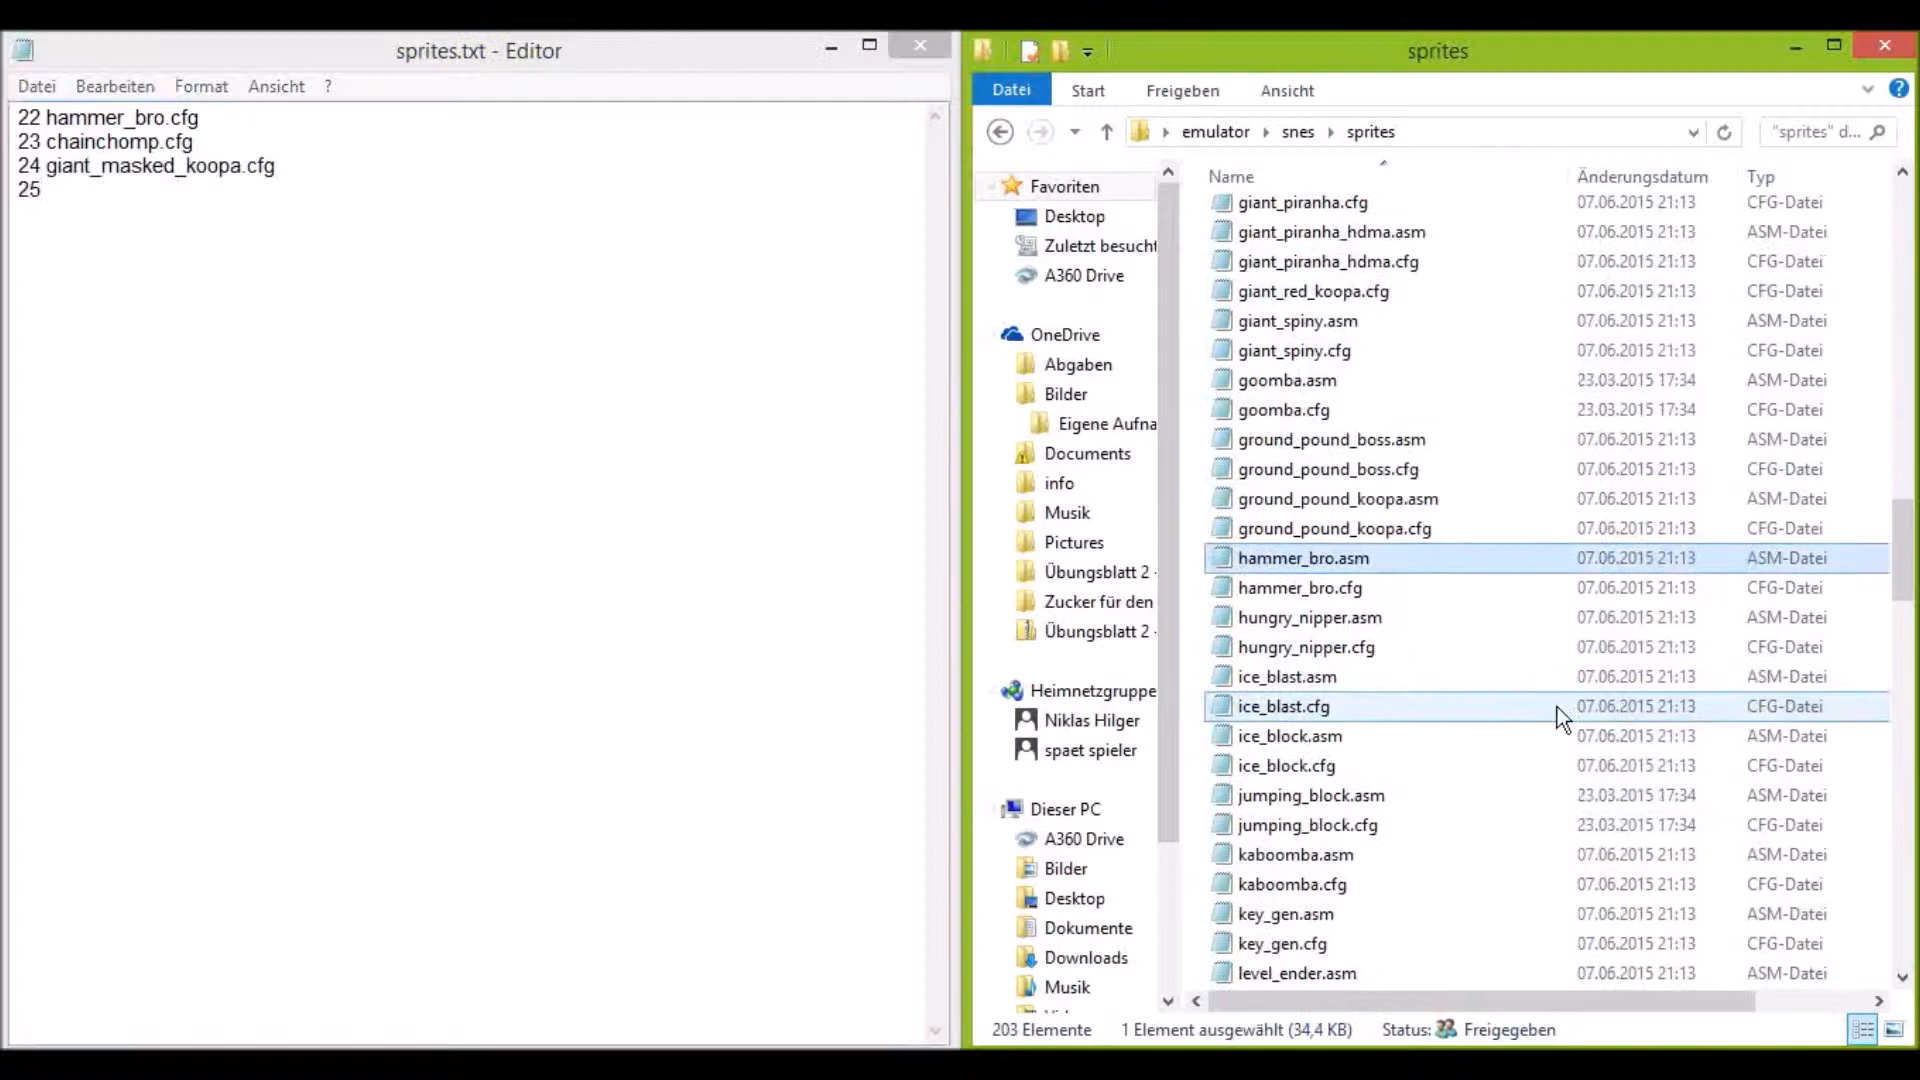 sprites.txt - Editor
Datei Bearbeiten Format Ansicht ?
22 hammer_bro.cfg
23 chainchomp.cfg
24 giant_masked_koopa.cfg
25
sprites
Datei Start Freigeben Ansicht
emulator snes sprites
"sprites" d...
Favoriten
Desktop
Zuletzt besucht
A360 Drive
OneDrive
Abgaben
Bilder
Eigene Aufna
Documents
info
Musik
Pictures
Übungsblatt 2 -
Zucker für den
Übungsblatt 2 -
Heimnetzgruppe
Niklas Hilger
spaet spieler
Dieser PC
A360 Drive
Bilder
Desktop
Dokumente
Downloads
Musik
Name Änderungsdatum Typ
giant_piranha.cfg 07.06.2015 21:13 CFG-Datei
giant_piranha_hdma.asm 07.06.2015 21:13 ASM-Datei
giant_piranha_hdma.cfg 07.06.2015 21:13 CFG-Datei
giant_red_koopa.cfg 07.06.2015 21:13 CFG-Datei
giant_spiny.asm 07.06.2015 21:13 ASM-Datei
giant_spiny.cfg 07.06.2015 21:13 CFG-Datei
goomba.asm 23.03.2015 17:34 ASM-Datei
goomba.cfg 23.03.2015 17:34 CFG-Datei
ground_pound_boss.asm 07.06.2015 21:13 ASM-Datei
ground_pound_boss.cfg 07.06.2015 21:13 CFG-Datei
ground_pound_koopa.asm 07.06.2015 21:13 ASM-Datei
ground_pound_koopa.cfg 07.06.2015 21:13 CFG-Datei
hammer_bro.asm 07.06.2015 21:13 ASM-Datei
hammer_bro.cfg 07.06.2015 21:13 CFG-Datei
hungry_nipper.asm 07.06.2015 21:13 ASM-Datei
hungry_nipper.cfg 07.06.2015 21:13 CFG-Datei
ice_blast.asm 07.06.2015 21:13 ASM-Datei
ice_blast.cfg 07.06.2015 21:13 CFG-Datei
ice_block.asm 07.06.2015 21:13 ASM-Datei
ice_block.cfg 07.06.2015 21:13 CFG-Datei
jumping_block.asm 23.03.2015 17:34 ASM-Datei
jumping_block.cfg 23.03.2015 17:34 CFG-Datei
kaboomba.asm 07.06.2015 21:13 ASM-Datei
kaboomba.cfg 07.06.2015 21:13 CFG-Datei
key_gen.asm 07.06.2015 21:13 ASM-Datei
key_gen.cfg 07.06.2015 21:13 CFG-Datei
level_ender.asm 07.06.2015 21:13 ASM-Datei
203 Elemente 1 Element ausgewählt (34,4 KB) Status: Freigegeben